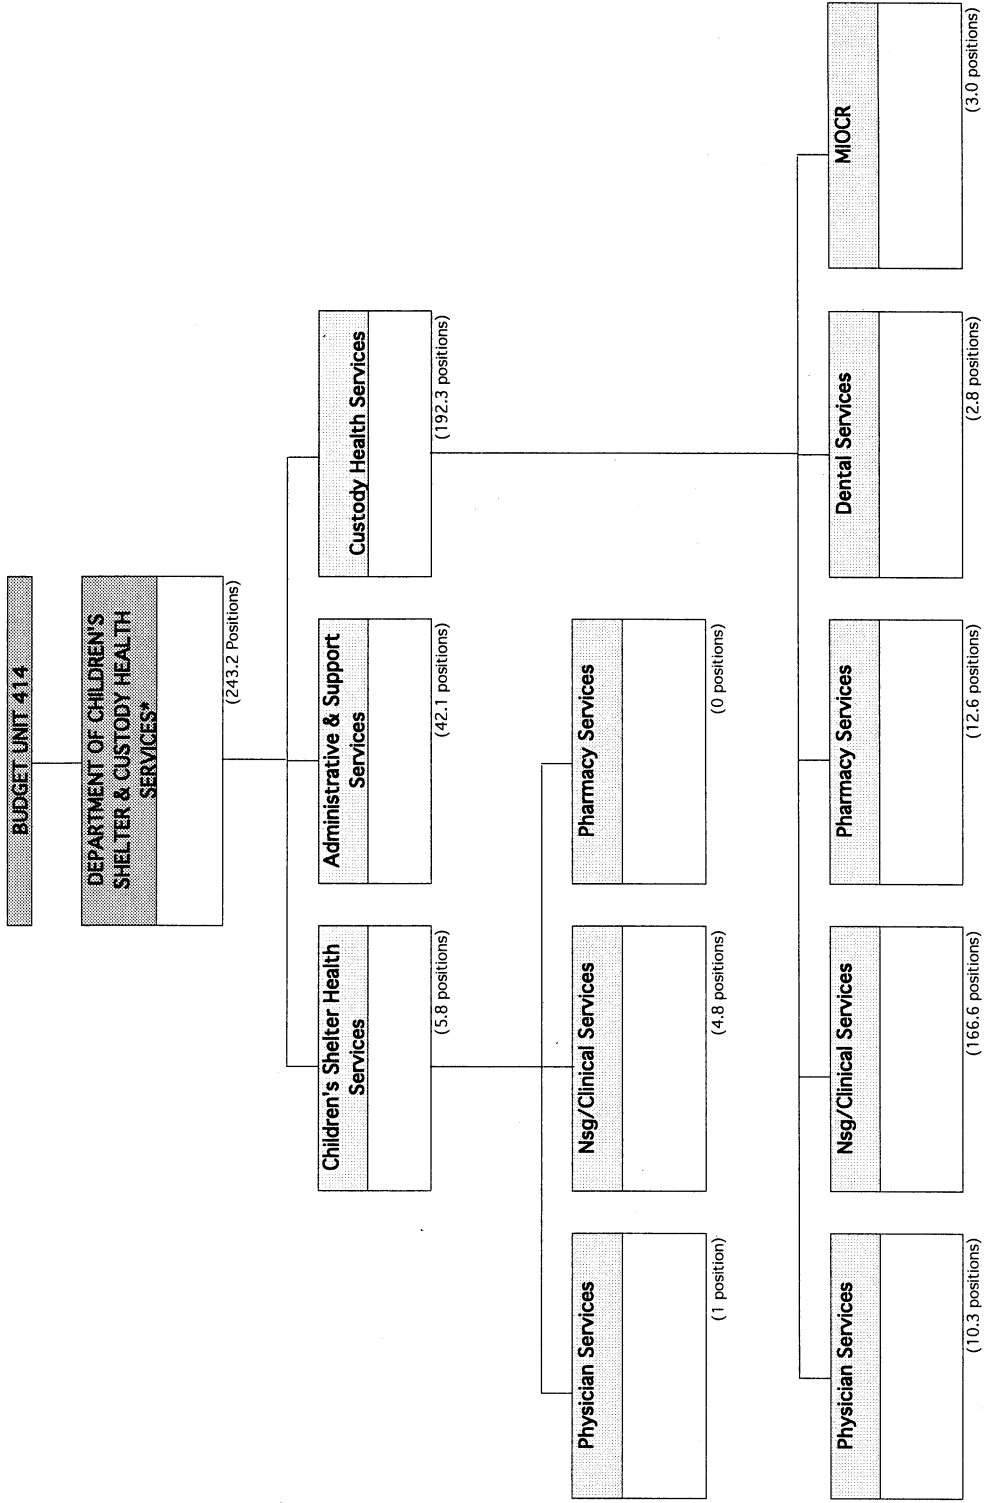 BUDGET UNIT 414
DEPARTMENT OF CHILDREN'S
SHELTER & CUSTODY HEALTH
SERVICES*
(243.2 Positions)
Children's Shelter Health
Services
(5.8 positions)
Administrative & Support
Services
(42.1 positions)
Custody Health Services
(192.3 positions)
Physician Services
(1 position)
Nsg/Clinical Services
(4.8 positions)
Pharmacy Services
(0 positions)
Physician Services
(10.3 positions)
Nsg/Clinical Services
(166.6 positions)
Pharmacy Services
(12.6 positions)
Dental Services
(2.8 positions)
MIOCR
(3.0 positions)